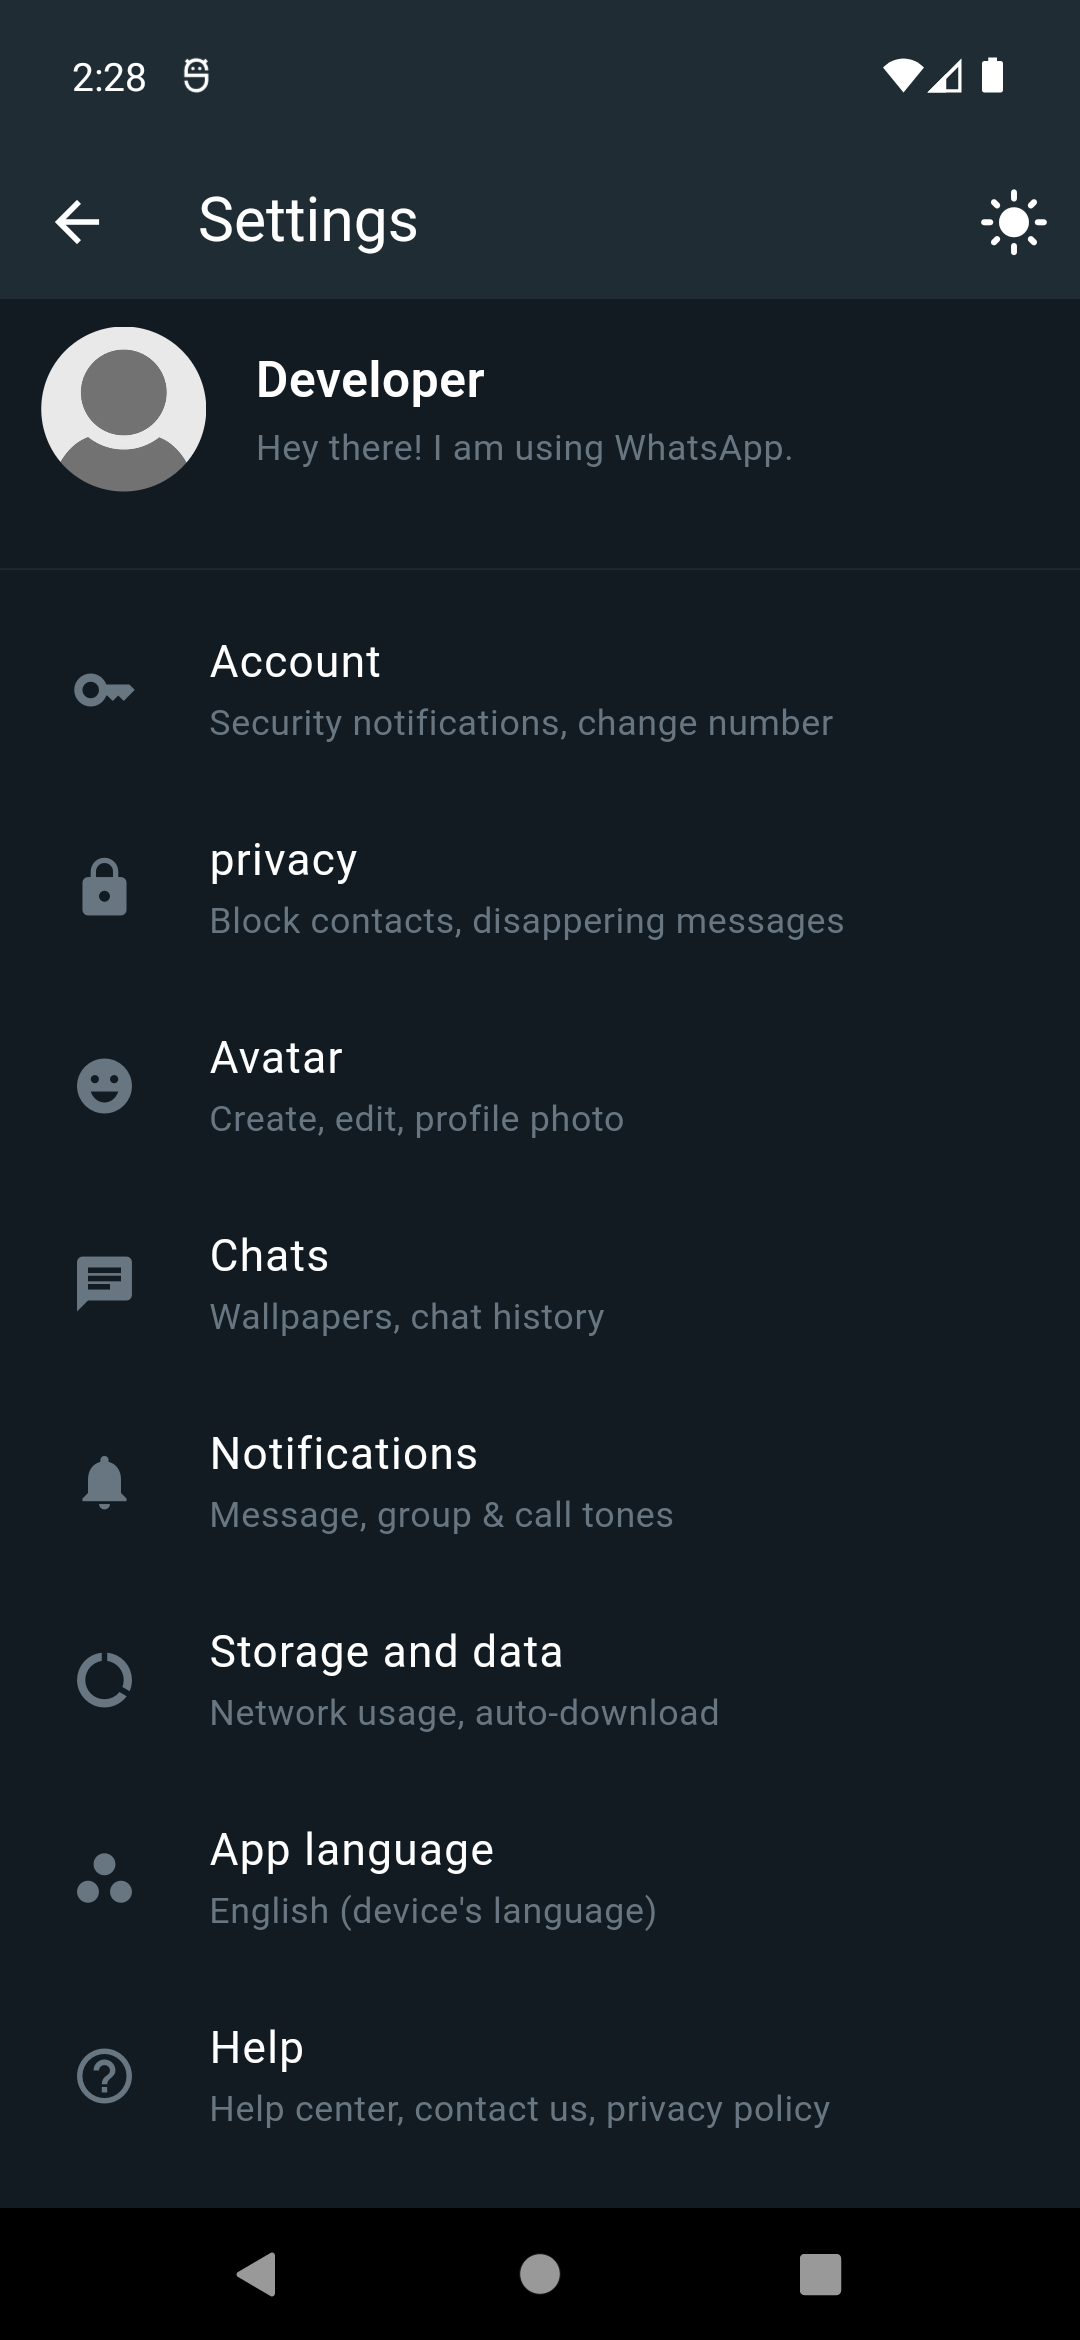 2:28
Settings
Developer
Hey there! I am using WhatsApp.
Account
Security notifications, change number
privacy
Block contacts, disappering messages
Avatar
Create, edit, profile photo
Chats
Wallpapers, chat history
Notifications
Message, group & call tones
Storage and data
Network usage, auto-download
App language
English (device's language)
Help
Help center, contact us, privacy policy